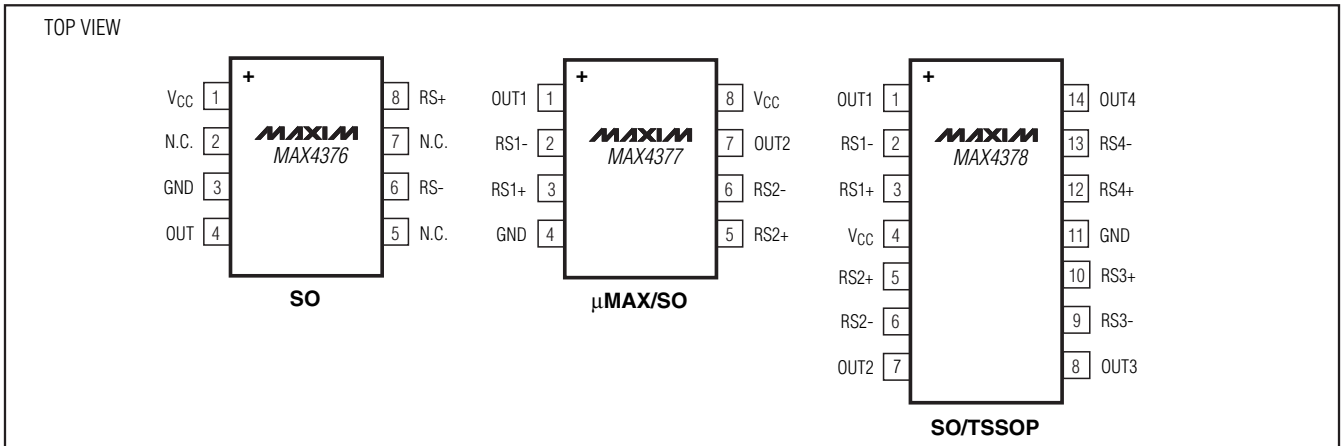 TOP VIEW
+
VCC 1
N.C. 2
GND 3
OUT 4
8 RS+
7 N.C.
6 RS-
5 N.C.
MAXIM
MAX4376
SO
+
OUT1 1
RS1- 2
RS1+ 3
GND 4
8 VCC
7 OUT2
6 RS2-
5 RS2+
MAXIM
MAX4377
μMAX/SO
+
OUT1 1
RS1- 2
RS1+ 3
VCC 4
RS2+ 5
RS2- 6
OUT2 7
14 OUT4
13 RS4-
12 RS4+
11 GND
10 RS3+
9 RS3-
8 OUT3
MAXIM
MAX4378
SO/TSSOP